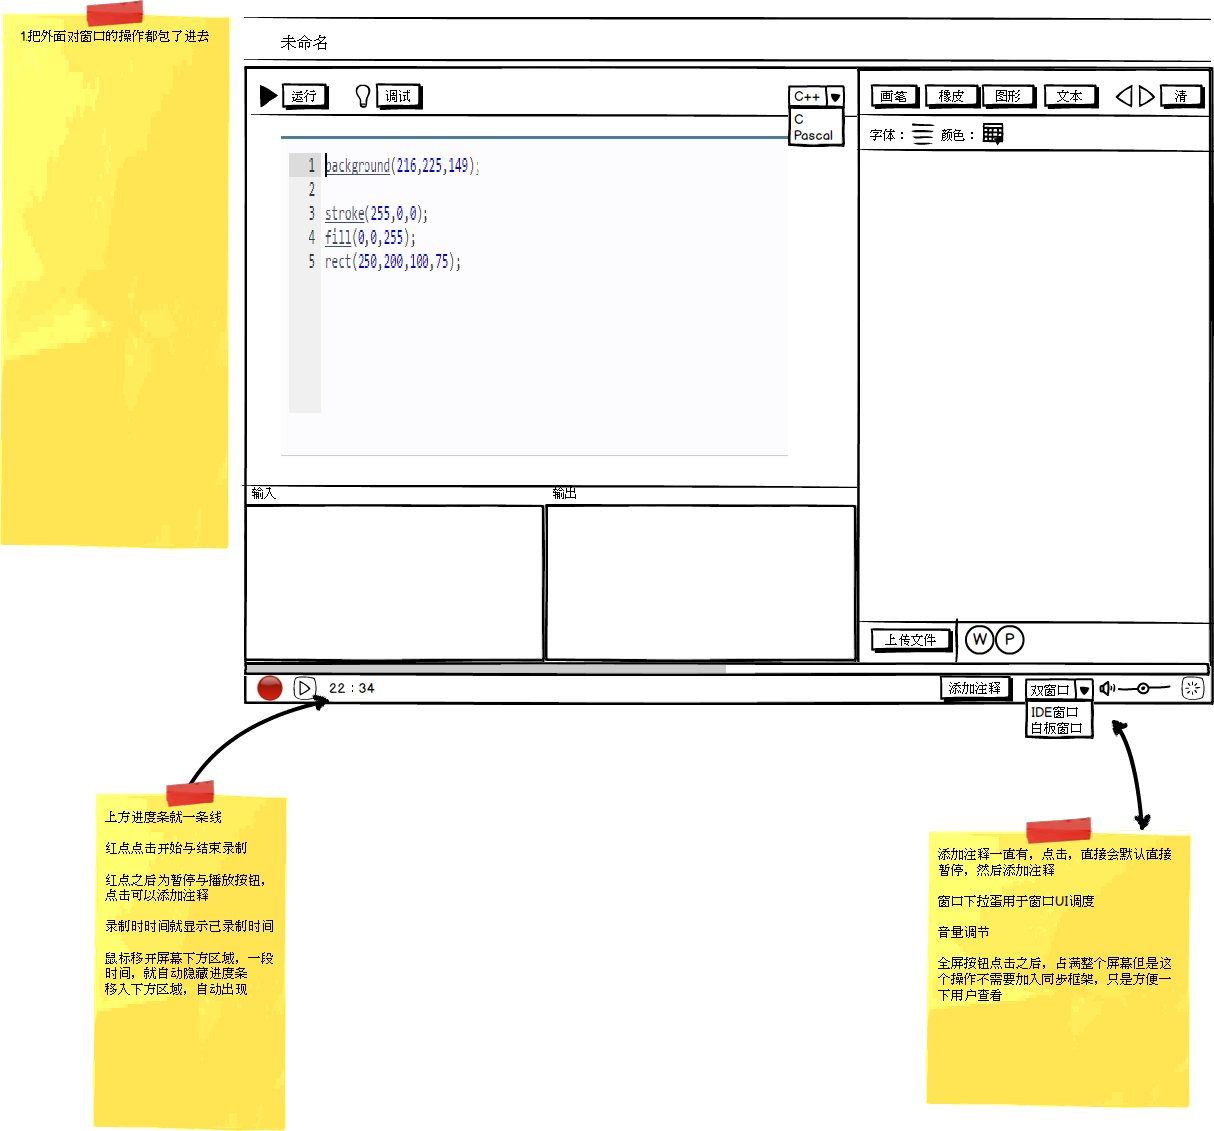 1.把外面对窗口的操作都包了进去
未命名
运行
调试
C++
C
Pascal
画笔
橡皮
图形
文本
清
字体：
颜色：
1 background(216,225,149);
2
3 stroke(255,0,0);
4 fill(0,0,255);
5 rect(250,200,100,75);
输入
输出
上传文件
W
P
22：34
添加注释
双窗口
IDE窗口
白板窗口
上方进度条就一条线
红点点击开始与结束录制
红点之后为暂停与播放按钮，
点击可以添加注释
录制时时间就显示已录制时间
鼠标移开屏幕下方区域，一段
时间，就自动隐藏进度条
移入下方区域，自动出现
添加注释一直有，点击，直接会默认直接
暂停，然后添加注释
窗口下拉蛋用于窗口UI调度
音量调节
全屏按钮点击之后，占满整个屏幕但是这
个操作不需要加入同步框架，只是方便一
下用户查看